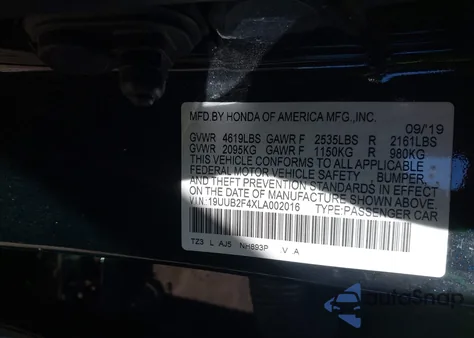 MFD.BY HONDA OF AMERICA MFG.,INC.
09/19
GVWR 4619LBS GAWR F 2535LBS R 2161LBS
GVWR 2095KG GAWR F 1150KG R 980KG
THIS VEHICLE CONFORMS TO ALL APPLICABLE
FEDERAL MOTOR VEHICLE SAFETY BUMPER
AND THEFT PREVENTION STANDARDS IN EFFECT
ON THE DATE OF MANUFACTURE SHOWN ABOVE.
VIN:19UUB2F4XLA002016 TYPE:PASSENGER CAR
TZ3 L AJ5 NH893P V A
autoSnap